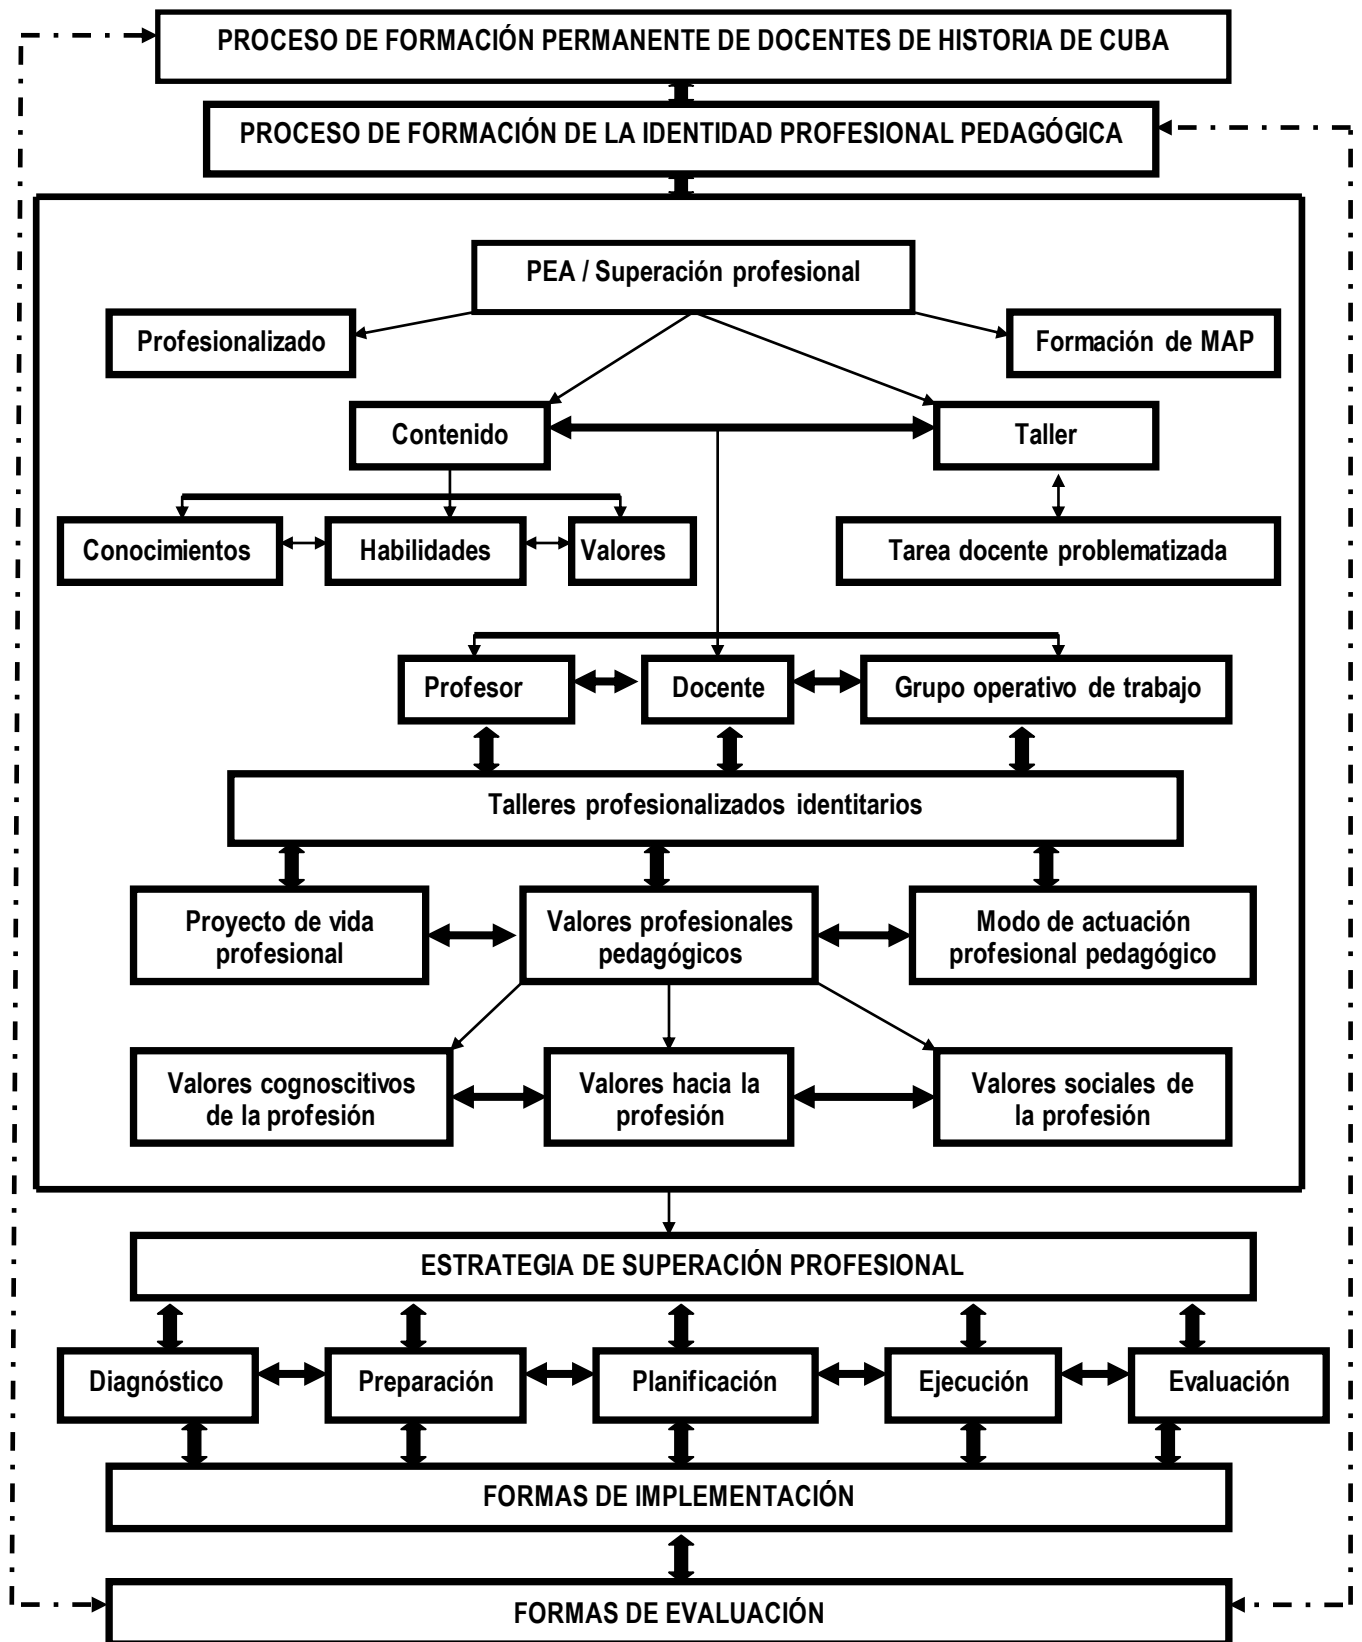 PROCESO DE FORMACIÓN PERMANENTE DE DOCENTES DE HISTORIA DE CUBA
PROCESO DE FORMACIÓN DE LA IDENTIDAD PROFESIONAL PEDAGÓGICA
PEA / Superación profesional
Profesionalizado
Formación de MAP
Contenido
Taller
Conocimientos
Habilidades
Valores
Tarea docente problematizada
Profesor
Docente
Grupo operativo de trabajo
Talleres profesionalizados identitarios
Proyecto de vida
profesional
Valores profesionales
pedagógicos
Modo de actuación
profesional pedagógico
Valores cognoscitivos
de la profesión
Valores hacia la
profesión
Valores sociales de
la profesión
ESTRATEGIA DE SUPERACIÓN PROFESIONAL
Diagnóstico
Preparación
Planificación
Ejecución
Evaluación
FORMAS DE IMPLEMENTACIÓN
FORMAS DE EVALUACIÓN